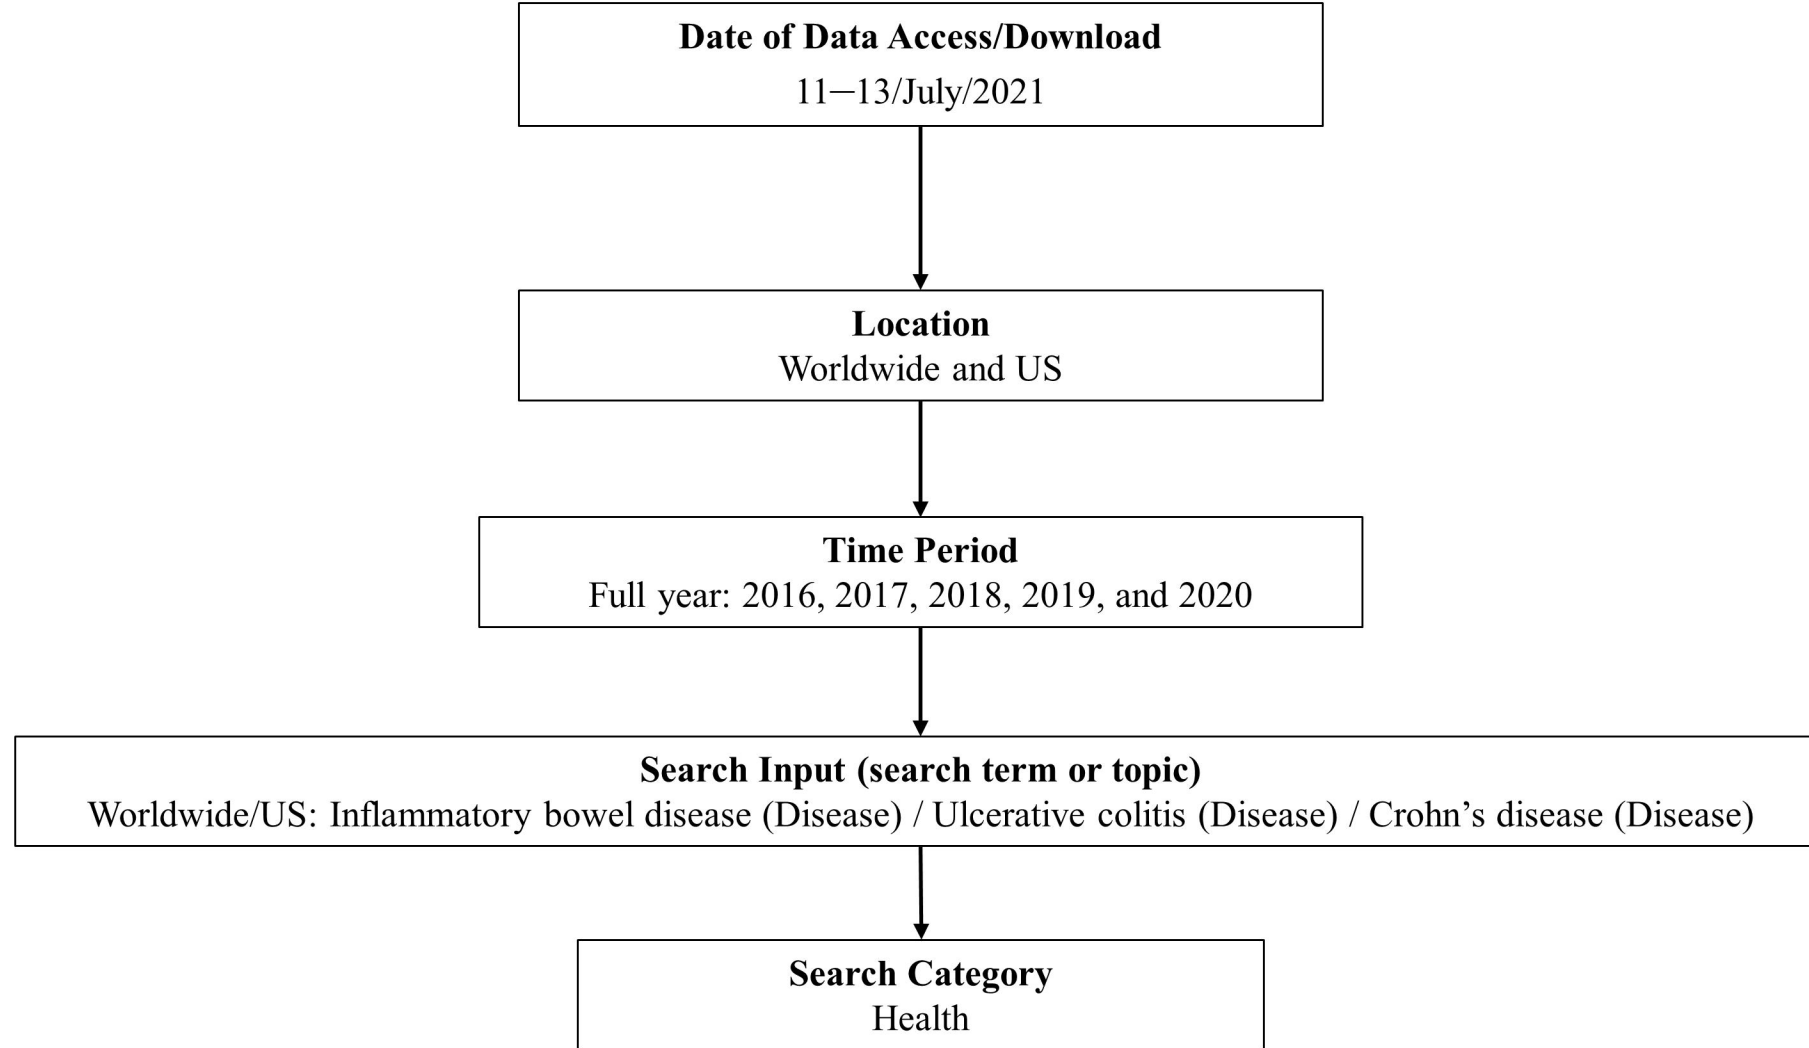 Date of Data Access/Download
11—13/July/2021
Location
Worldwide and US
Time Period
Full year: 2016, 2017, 2018, 2019, and 2020
Search Input (search term or topic)
Worldwide/US: Inflammatory bowel disease (Disease) / Ulcerative colitis (Disease) / Crohn’s disease (Disease)
Search Category
Health